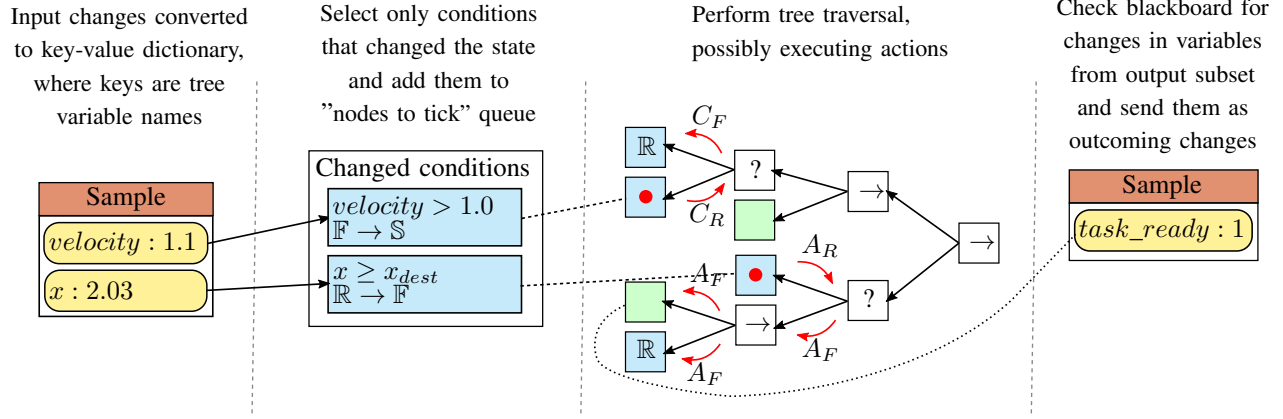 Input changes converted
to key-value dictionary,
where keys are tree
variable names
Sample
velocity : 1.1
x : 2.03
Select only conditions
that changed the state
and add them to
”nodes to tick” queue
Changed conditions
velocity > 1.0
𝔽 → 𝕊
x ≥ x_dest
ℝ → 𝔽
Perform tree traversal,
possibly executing actions
C_F
ℝ
?
C_R
→
→
A_R
A_F
?
→
A_F
ℝ
A_F
Check blackboard for
changes in variables
from output subset
and send them as
outcoming changes
Sample
task_ready : 1